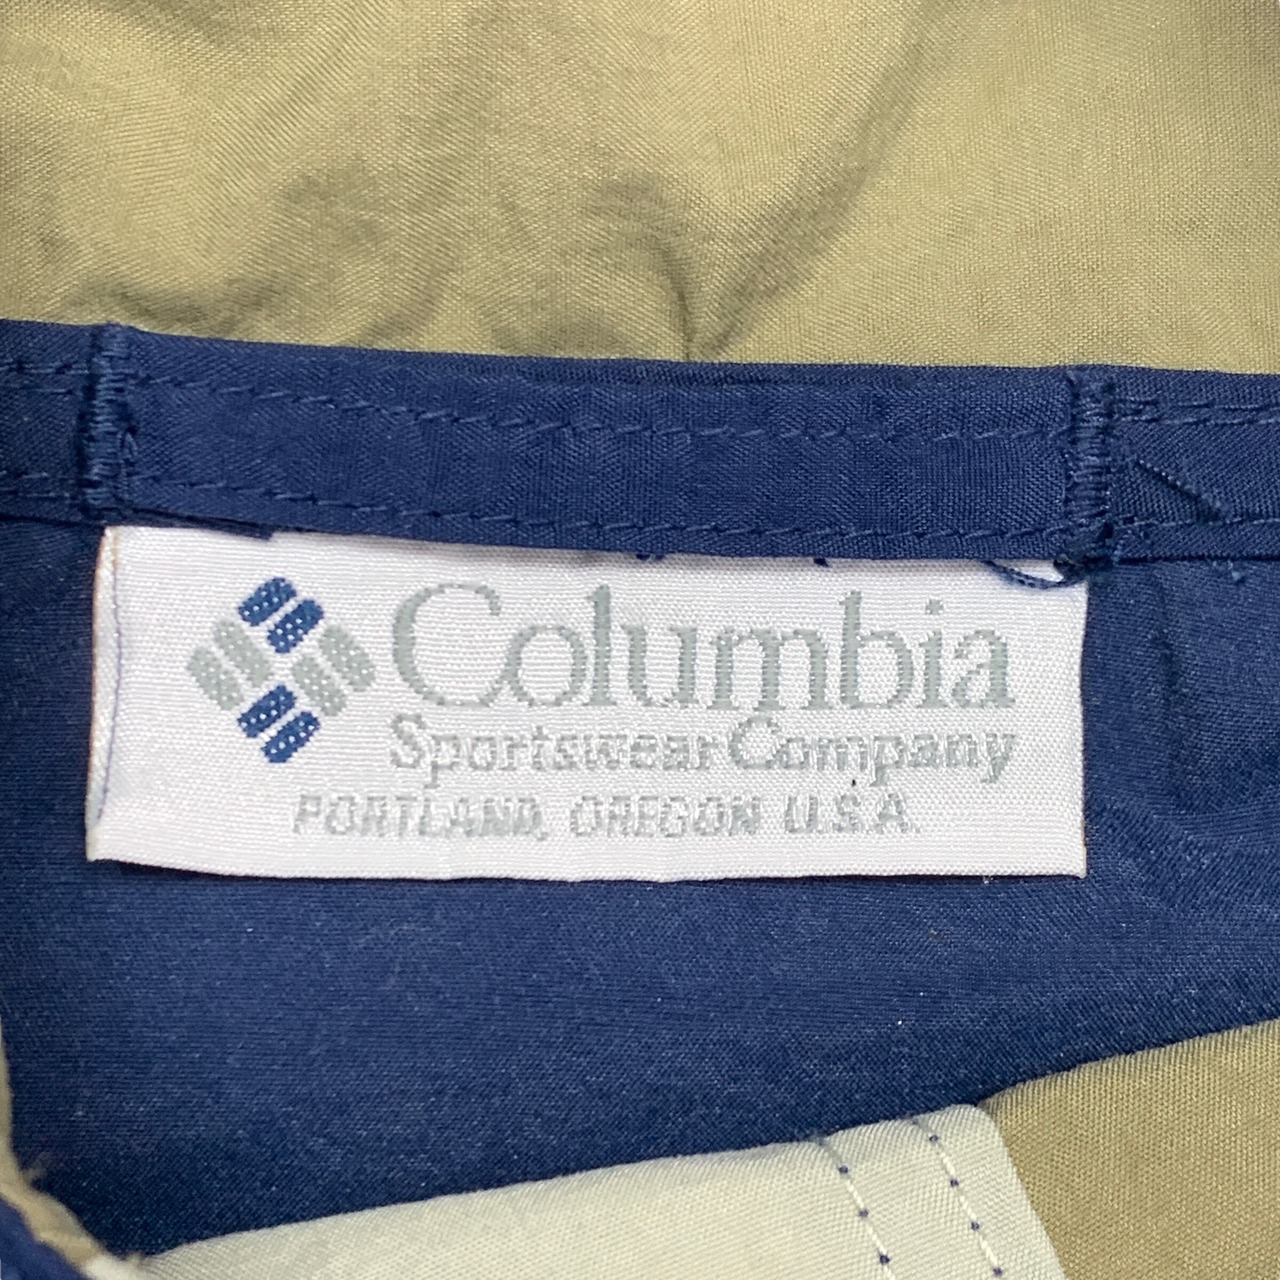 Columbia
Sportswear Company
PORTLAND, OREGON U.S.A.